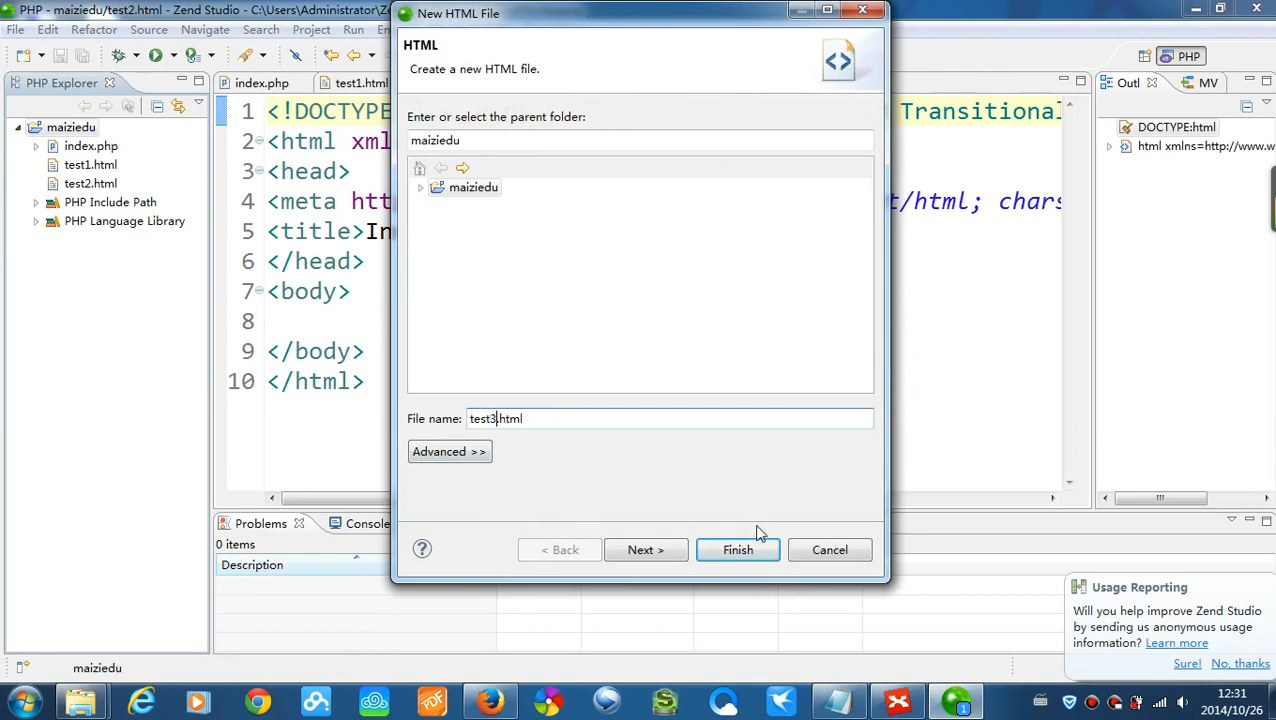 PHP - maiziedu/test2.html - Zend Studio - C:\Users\Administrator\Ze
New HTML File
File Edit Refactoring Source Navigate Search Project Run
HTML
Create a new HTML file.
PHP
PHP Explorer
index.php
test1.html
Outl
MV
maiziedu
index.php
test1.html
test2.html
PHP Include Path
PHP Language Library
1 <!DOCTYPE
Transitional
2 <html xml
3 <head>
4 <meta htt
t/html; chars
5 <title>In
6 </head>
7 <body>
8
9 </body>
10 </html>
DOCTYPE:html
html xmlns=http://www.w
Enter or select the parent folder:
maiziedu
maiziedu
File name: test3.html
Advanced >>
< Back Next > Finish Cancel
Problems
Console
0 items
Description
Usage Reporting
Will you help improve Zend Studio
by sending us anonymous usage
information? Learn more
Sure! No, thanks
maiziedu
1
12:31
2014/10/26